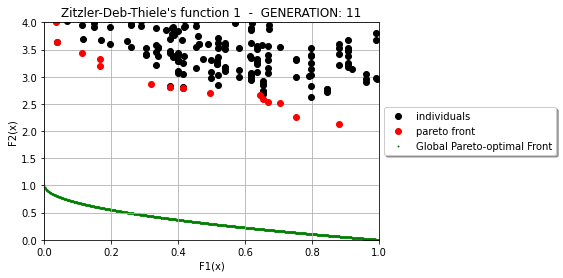 Zitzler-Deb-Thiele's function 1  -  GENERATION: 11
4.0
3.5
3.0
2.5
2.0
1.5
1.0
0.5
0.0
F2(x)
0.0 0.2 0.4 0.6 0.8 1.0
F1(x)
individuals
pareto front
Global Pareto-optimal Front